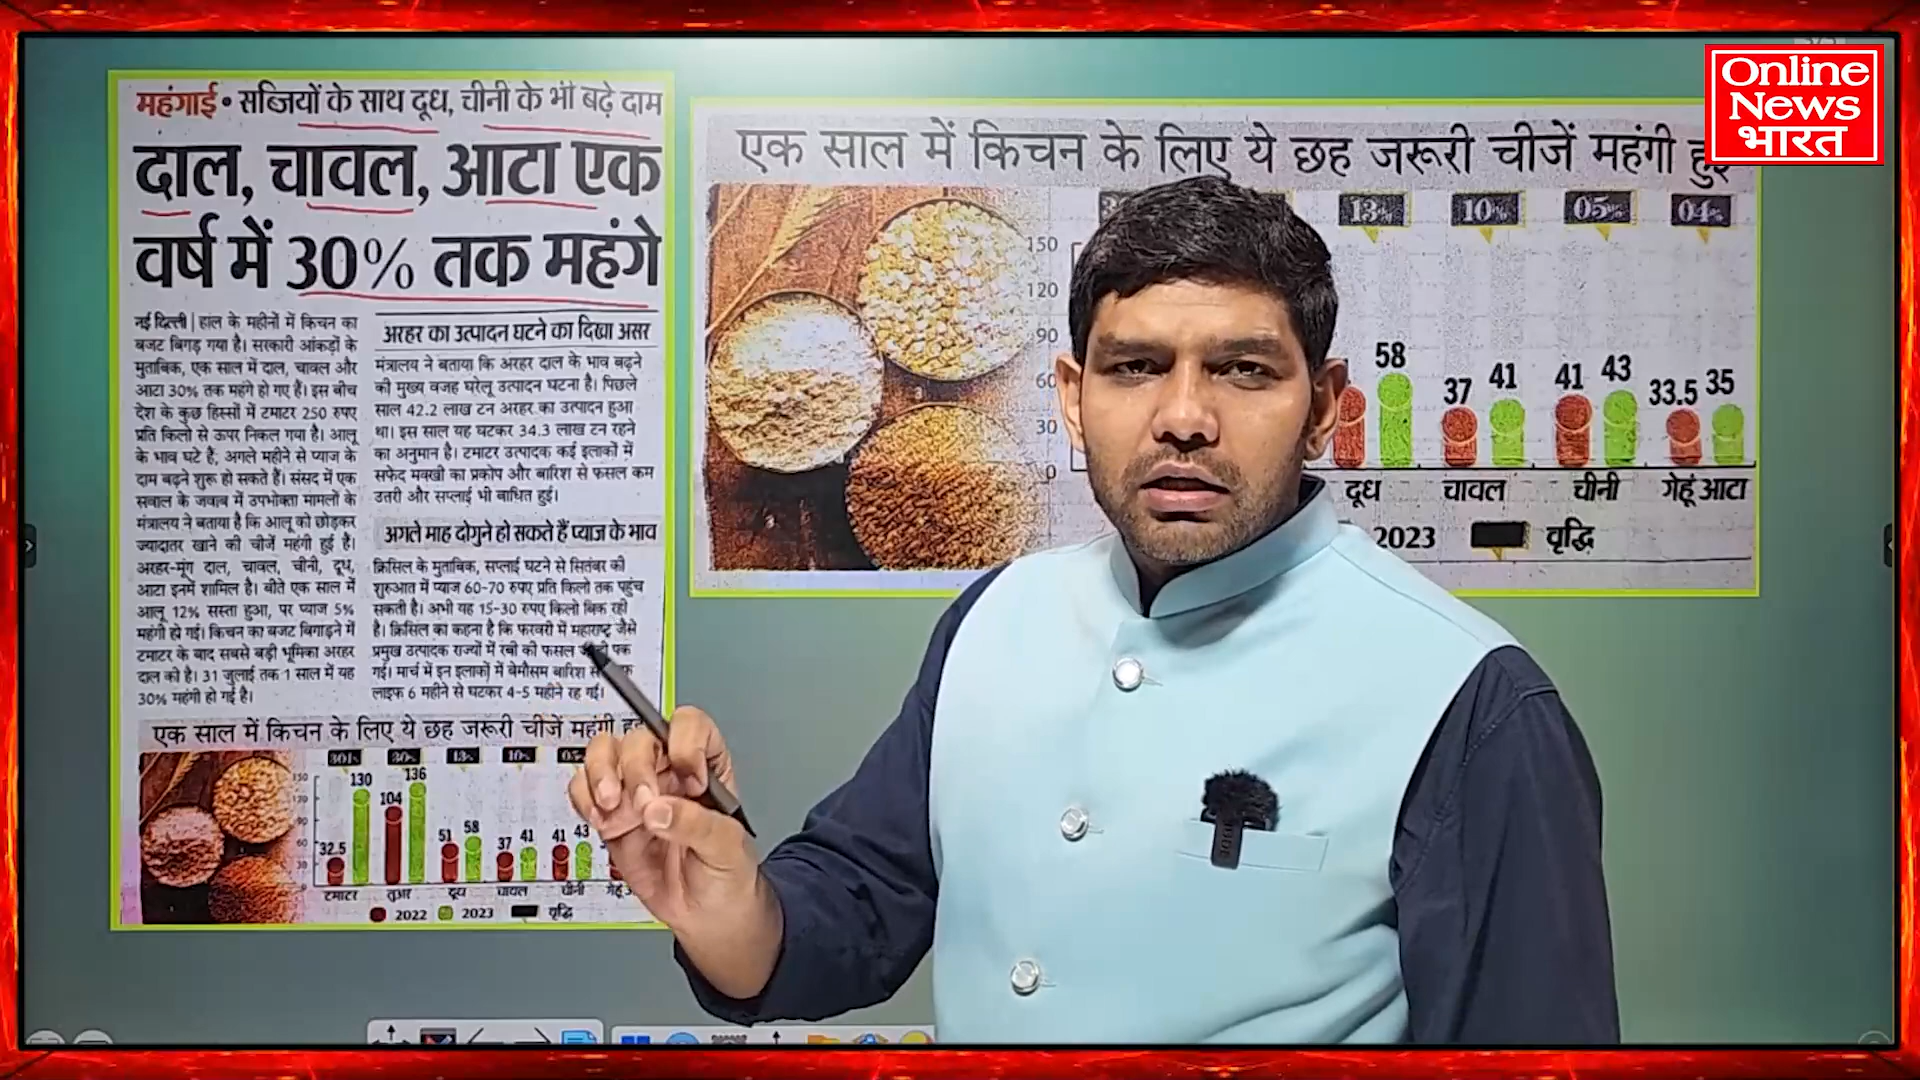 Online
News
भारत
महंगाई • सब्जियों के साथ दूध, चीनी के भी बढ़े दाम
दाल, चावल, आटा एक
वर्ष में 30% तक महंगे
नई दिल्ली | हाल के महीनों में किचन का
बजट बिगड़ गया है। सरकारी आंकड़ों के
मुताबिक, एक साल में दाल, चावल और
आटा 30% तक महंगे हो गए हैं। इस बीच
देश के कुछ हिस्सों में टमाटर 250 रुपए
प्रति किलो से ऊपर निकल गया है। आलू
के भाव घटे हैं, अगले महीने से प्याज के
दाम बढ़ने शुरू हो सकते हैं। संसद में एक
सवाल के जवाब में उपभोक्ता मामलों के
मंत्रालय ने बताया है कि आलू को छोड़कर
ज्यादातर खाने की चीजें महंगी हुई हैं।
अरहर-मूंग दाल, चावल, चीनी, दूध,
आटा इनमें शामिल है। बीते एक साल में
आलू 12% सस्ता हुआ, पर प्याज 5%
महंगी हो गई। किचन का बजट बिगाड़ने में
टमाटर के बाद सबसे बड़ी भूमिका अरहर
दाल की है। 31 जुलाई तक 1 साल में यह
30% महंगी हो गई है।
अरहर का उत्पादन घटने का दिखा असर
मंत्रालय ने बताया कि अरहर दाल के भाव बढ़ने
की मुख्य वजह घरेलू उत्पादन घटना है। पिछले
साल 42.2 लाख टन अरहर का उत्पादन हुआ
था। इस साल यह घटकर 34.3 लाख टन रहने
का अनुमान है। टमाटर उत्पादक कई इलाकों में
सफेद मक्खी का प्रकोप और बारिश से फसल कम
उतरी और सप्लाई भी बाधित हुई।
अगले माह दोगुने हो सकते हैं प्याज के भाव
क्रिसिल के मुताबिक, सप्लाई घटने से सितंबर की
शुरुआत में प्याज 60-70 रुपए प्रति किलो तक पहुंच
सकती है। अभी यह 15-30 रुपए किलो बिक रही
है। क्रिसिल का कहना है कि फरवरी में महाराष्ट्र जैसे
प्रमुख उत्पादक राज्यों में रबी की फसल पक
गई। मार्च में इन इलाकों में बेमौसम बारिश से
लाइफ 6 महीने से घटकर 4-5 महीने रह गई।
एक साल में किचन के लिए ये छह जरूरी चीजें महंगी हुई
301% 30% 13% 10% 05%
150 120 90 60 30 0
32.5 130 104 136 51 58 37 41 41 43
टमाटर तुअर दूध चावल चीनी गेहूं
2022 2023 वृद्धि
एक साल में किचन के लिए ये छह जरूरी चीजें महंगी हुई
13% 10% 05% 04%
150
120
90
60
30
0
58 37 41 41 43 33.5 35
दूध चावल चीनी गेहूं आटा
2023 वृद्धि